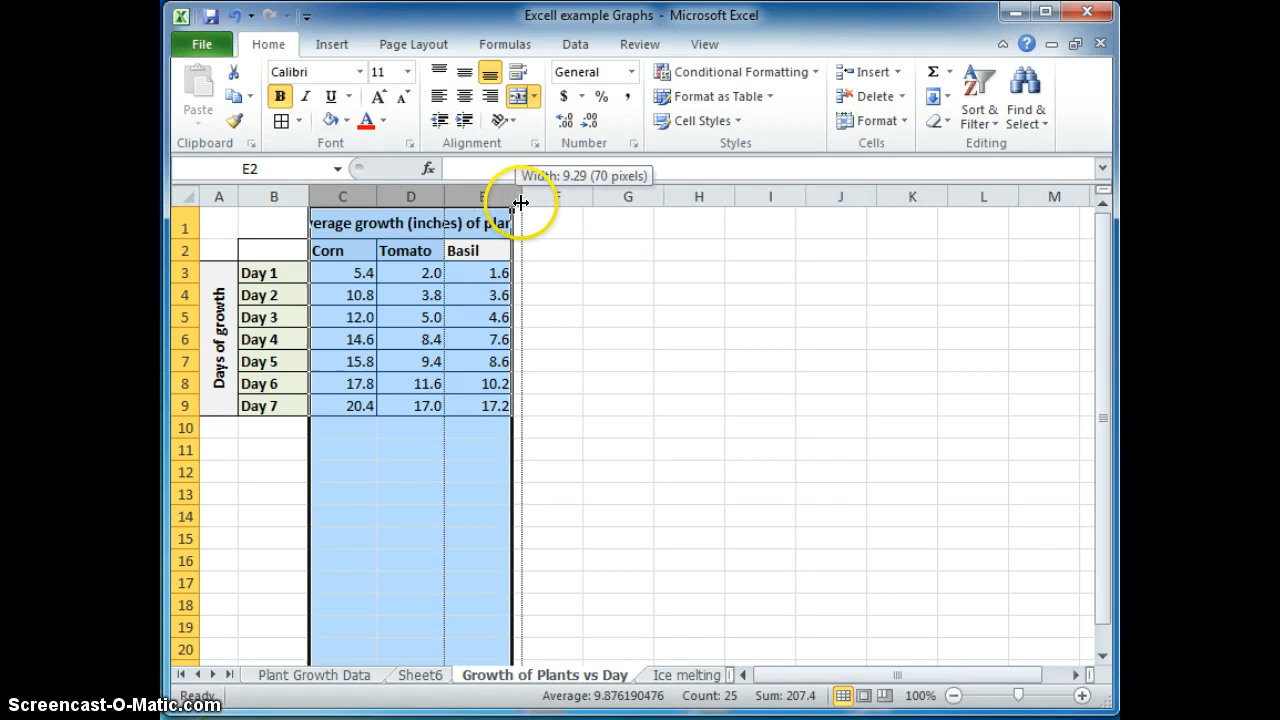 Excell example Graphs - Microsoft Excel
File Home Insert Page Layout Formulas Data Review View
Paste
Clipboard
Calibri 11
B I U A A
A
Font
Alignment
General
$ % ,
.0 .00 .00 .0
Number
Conditional Formatting
Format as Table
Cell Styles
Styles
Insert
Delete
Format
Cells
Σ
Sort & Filter
Find & Select
Editing
E2 fx
Width: 9.29 (70 pixels)
A B C D E F G H I J K L M
1 verage growth (inches) of plan
2 Corn Tomato Basil
Days of growth
3 Day 1 5.4 2.0 1.6
4 Day 2 10.8 3.8 3.6
5 Day 3 12.0 5.0 4.6
6 Day 4 14.6 8.4 7.6
7 Day 5 15.8 9.4 8.6
8 Day 6 17.8 11.6 10.2
9 Day 7 20.4 17.0 17.2
10
11
12
13
14
15
16
17
18
19
20
Plant Growth Data Sheet6 Growth of Plants vs Day Ice melting
Ready Average: 9.876190476 Count: 25 Sum: 207.4 100%
Screencast-O-Matic.com